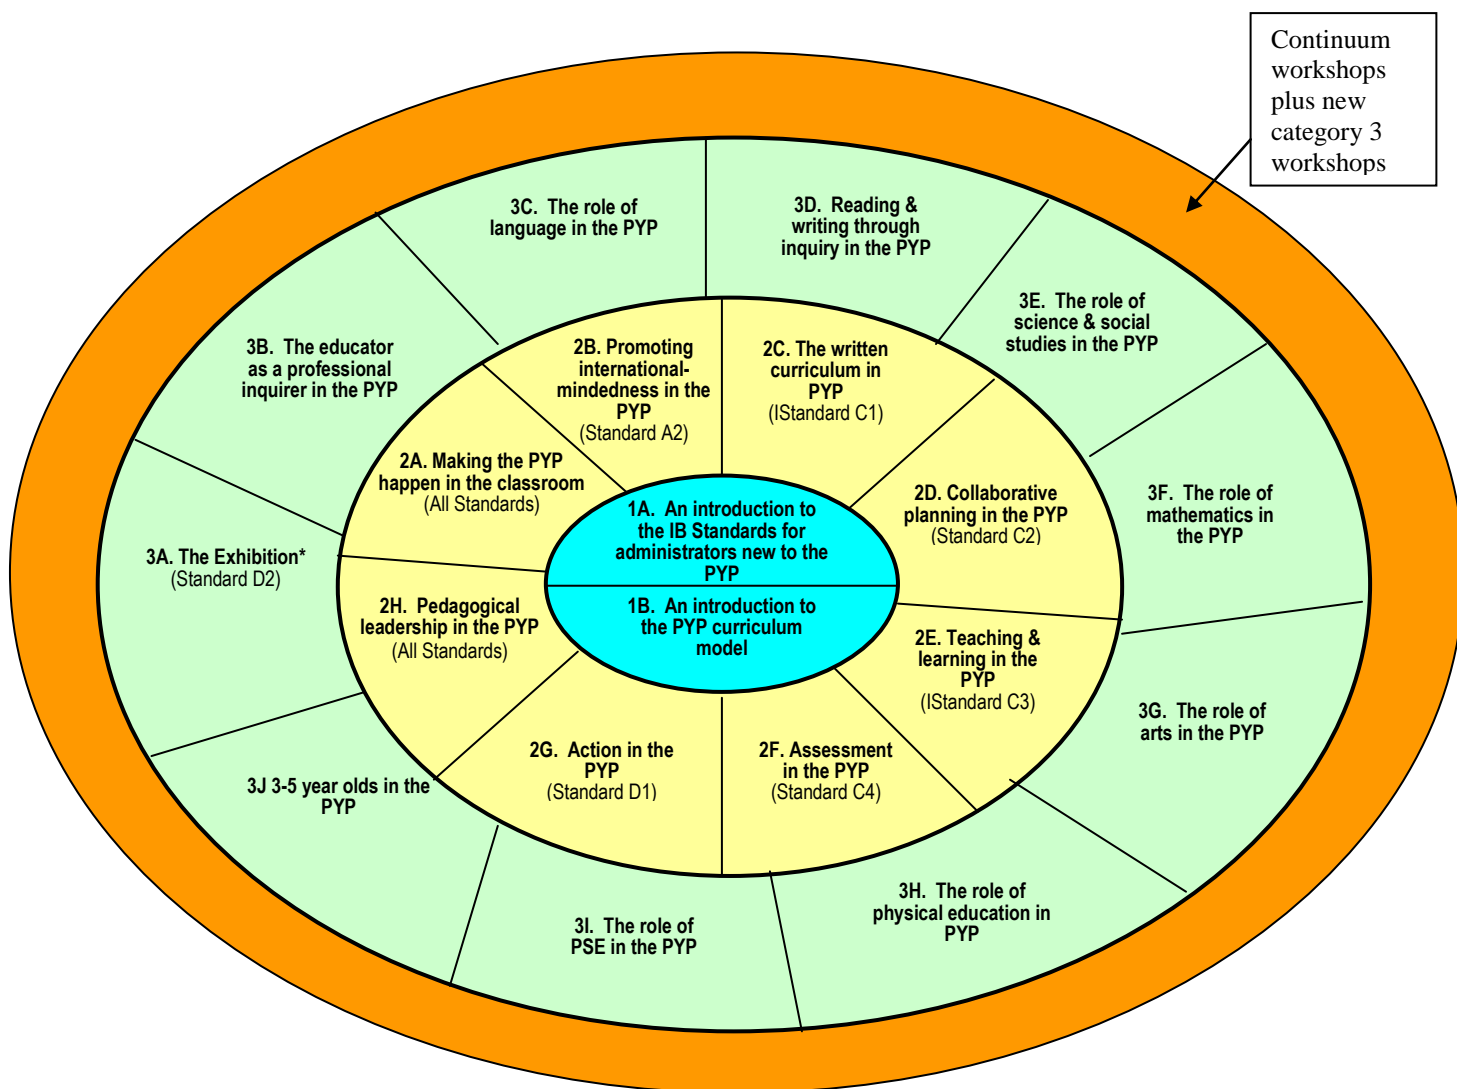 Continuum
workshops
plus new
category 3
workshops
3C. The role of
language in the PYP
3D. Reading &
writing through
inquiry in the PYP
3E. The role of
science & social
studies in the PYP
3B. The educator
as a professional
inquirer in the PYP
2B. Promoting
international-
mindedness in the
PYP
(Standard A2)
2C. The written
curriculum in
PYP
(IStandard C1)
2A. Making the PYP
happen in the classroom
(All Standards)
2D. Collaborative
planning in the PYP
(Standard C2)
3F. The role of
mathematics in
the PYP
1A. An introduction to
the IB Standards for
administrators new to the
PYP
3A. The Exhibition*
(Standard D2)
1B. An introduction to
the PYP curriculum
model
2H. Pedagogical
leadership in the PYP
(All Standards)
2E. Teaching &
learning in the
PYP
(IStandard C3)
3G. The role of
arts in the PYP
2G. Action in the
PYP
(Standard D1)
2F. Assessment
in the PYP
(Standard C4)
3J 3-5 year olds in the
PYP
3H. The role of
physical education in
PYP
3I. The role of
PSE in the PYP